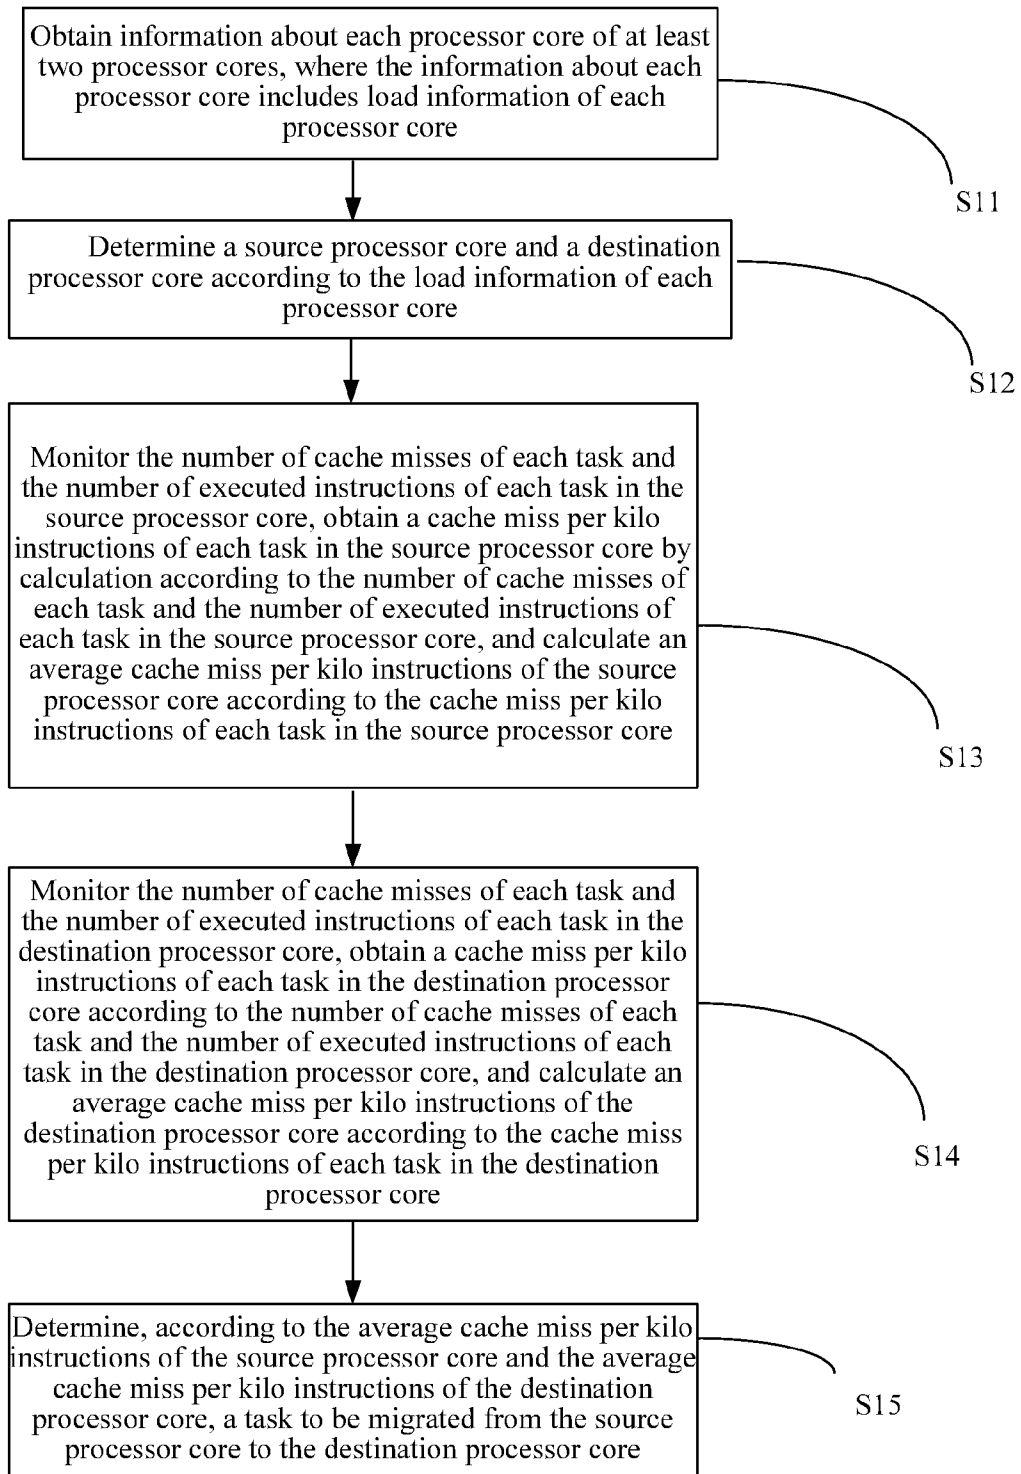 Obtain information about each processor core of at least
two processor cores, where the information about each
processor core includes load information of each
processor core
S11
Determine a source processor core and a destination
processor core according to the load information of each
processor core
S12
Monitor the number of cache misses of each task and
the number of executed instructions of each task in the
source processor core, obtain a cache miss per kilo
instructions of each task in the source processor core by
calculation according to the number of cache misses of
each task and the number of executed instructions of
each task in the source processor core, and calculate an
average cache miss per kilo instructions of the source
processor core according to the cache miss per kilo
instructions of each task in the source processor core
S13
Monitor the number of cache misses of each task and
the number of executed instructions of each task in the
destination processor core, obtain a cache miss per kilo
instructions of each task in the destination processor
core according to the number of cache misses of each
task and the number of executed instructions of each
task in the destination processor core, and calculate an
average cache miss per kilo instructions of the
destination processor core according to the cache miss
per kilo instructions of each task in the destination
processor core
S14
Determine, according to the average cache miss per kilo
instructions of the source processor core and the average
cache miss per kilo instructions of the destination
processor core, a task to be migrated from the source
processor core to the destination processor core
S15